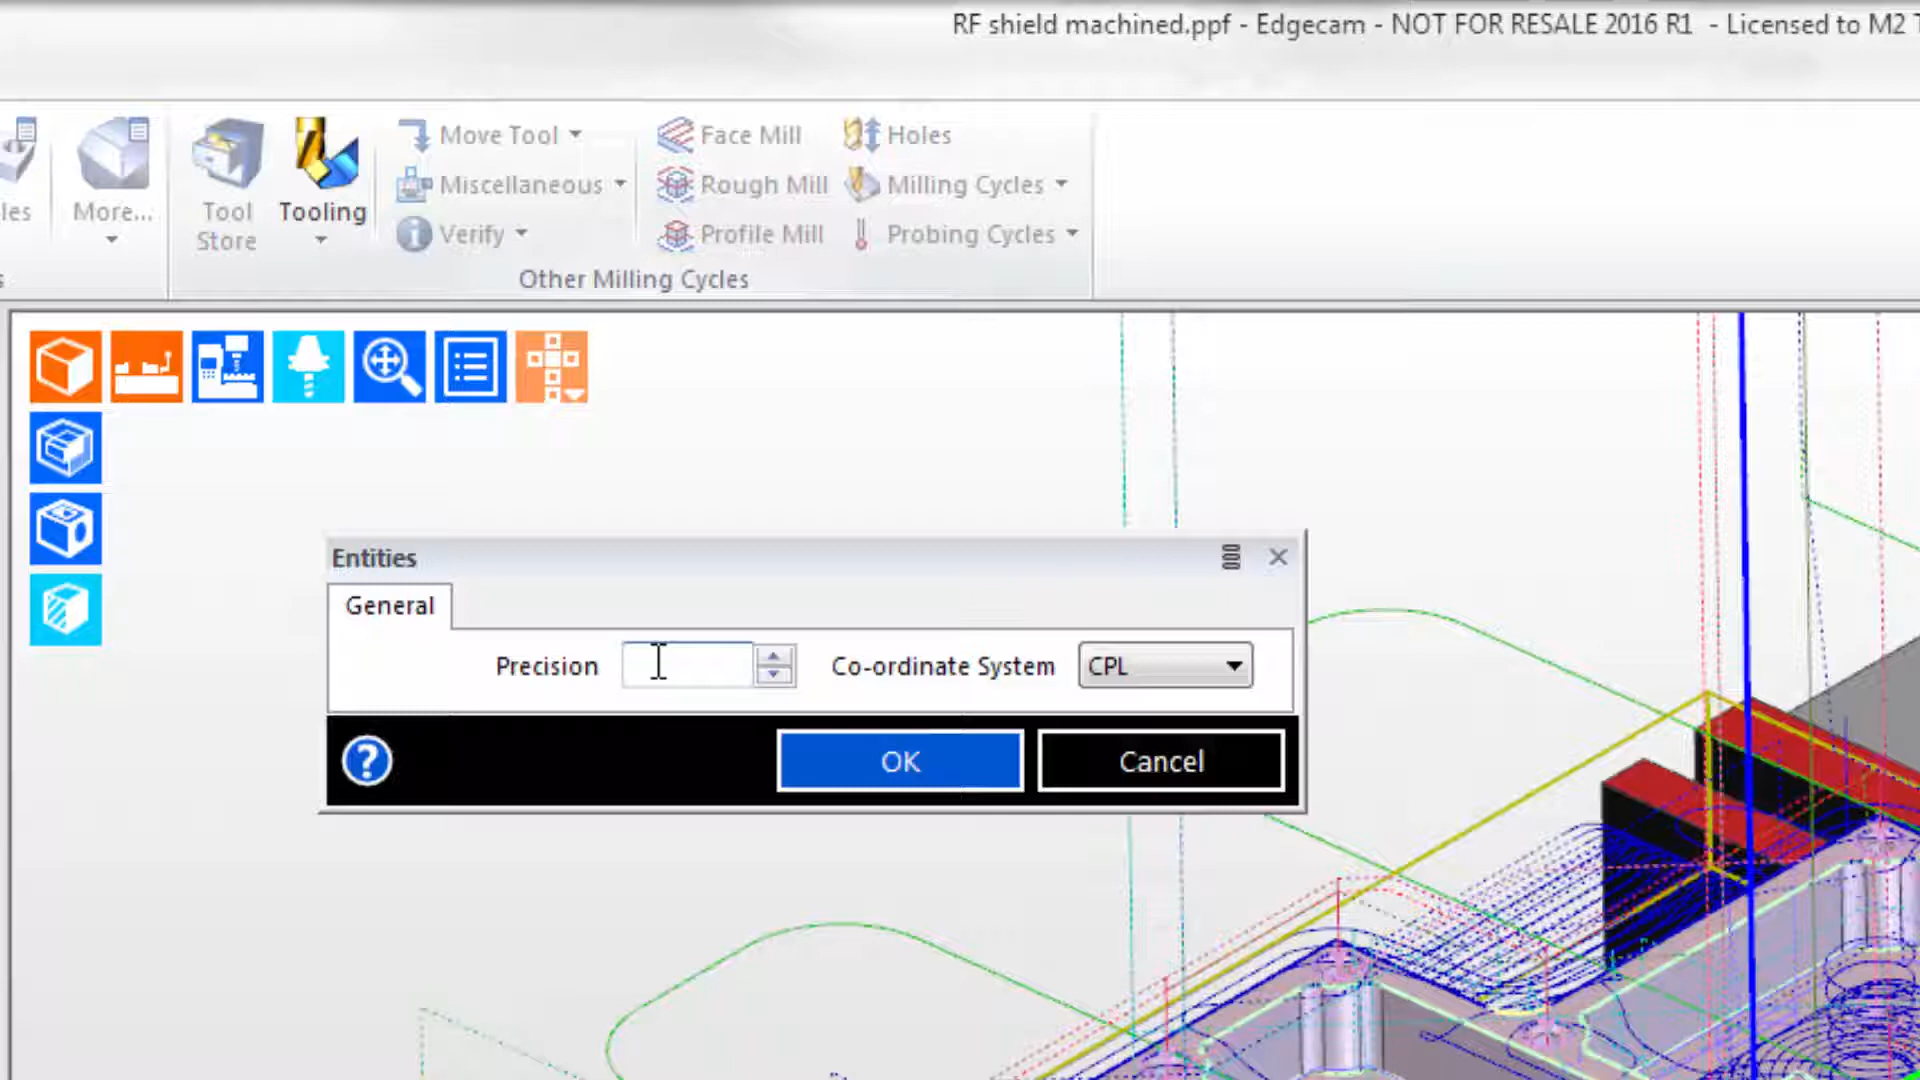 RF shield machined.ppf - Edgecam - NOT FOR RESALE 2016 R1 - Licensed to M2
Move Tool
Face Mill
Holes
Miscellaneous
Rough Mill
Milling Cycles
les
More...
Tool Store
Tooling
Verify
Profile Mill
Probing Cycles
Other Milling Cycles
Entities
General
Precision
Co-ordinate System
CPL
?
OK
Cancel